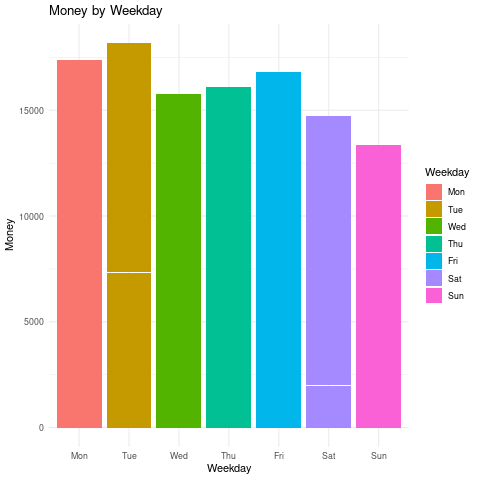 Money by Weekday
Money
15000
10000
5000
0
Mon Tue Wed Thu Fri Sat Sun
Weekday
Weekday
Mon
Tue
Wed
Thu
Fri
Sat
Sun